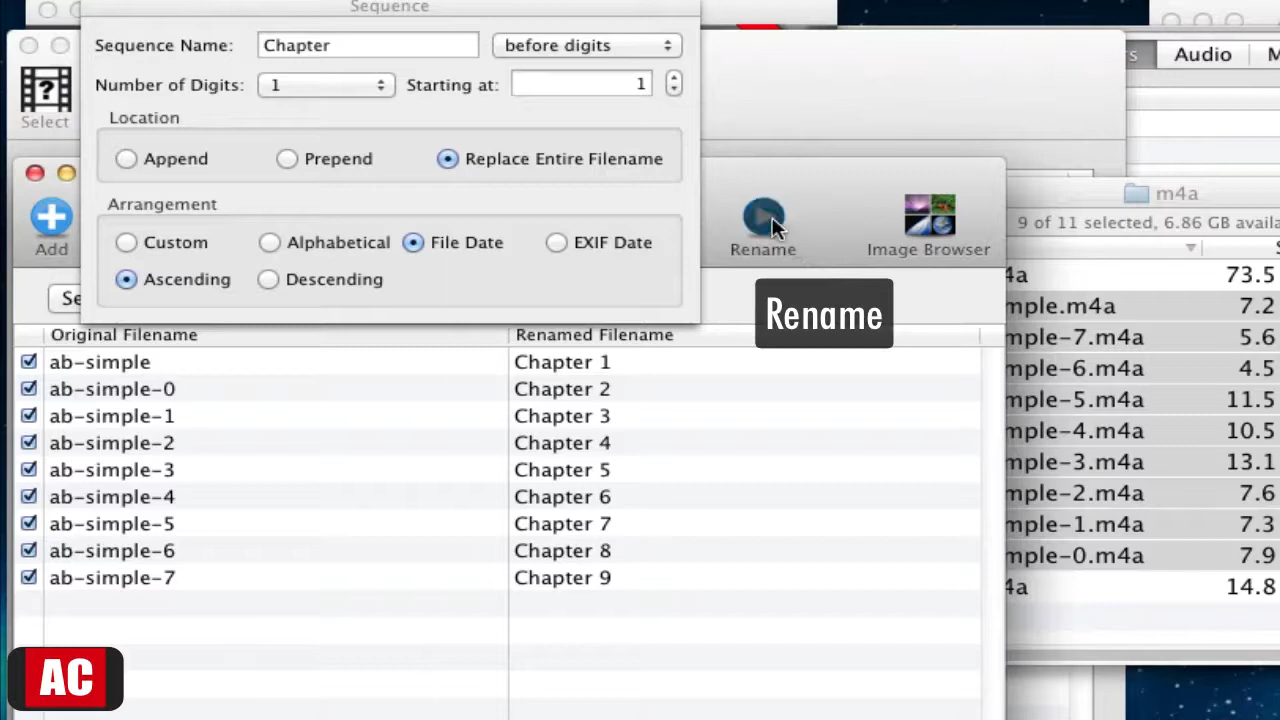 Sequence
Sequence Name: Chapter before digits
Number of Digits: 1 Starting at: 1
Location
Append Prepend Replace Entire Filename
Arrangement
Custom Alphabetical File Date EXIF Date
Ascending Descending
Select
Audio
Add
Rename
Image Browser
Rename
m4a
9 of 11 selected, 6.86 GB availa
Se
Original Filename Renamed Filename
ab-simple Chapter 1
ab-simple-0 Chapter 2
ab-simple-1 Chapter 3
ab-simple-2 Chapter 4
ab-simple-3 Chapter 5
ab-simple-4 Chapter 6
ab-simple-5 Chapter 7
ab-simple-6 Chapter 8
ab-simple-7 Chapter 9
4a 73.5
mple.m4a 7.2
mple-7.m4a 5.6
mple-6.m4a 4.5
mple-5.m4a 11.5
mple-4.m4a 10.5
mple-3.m4a 13.1
mple-2.m4a 7.6
mple-1.m4a 7.3
mple-0.m4a 7.9
4a 14.8
AC